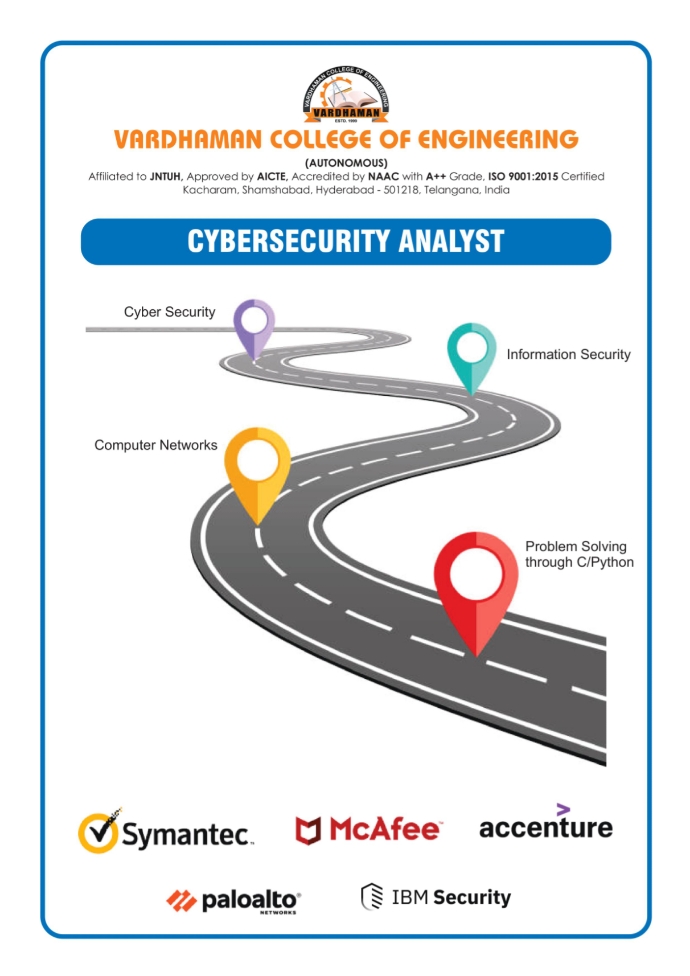 VARDHAMAN COLLEGE OF ENGINEERING
VARDHAMAN
ESTD. 1999
VARDHAMAN COLLEGE OF ENGINEERING
(AUTONOMOUS)
Affiliated to JNTUH, Approved by AICTE, Accredited by NAAC with A++ Grade, ISO 9001:2015 Certified
Kacharam, Shamshabad, Hyderabad - 501218, Telangana, India
CYBERSECURITY ANALYST
Cyber Security
Information Security
Computer Networks
Problem Solving
through C/Python
Symantec™
McAfee™
accenture
paloalto®
NETWORKS
IBM Security